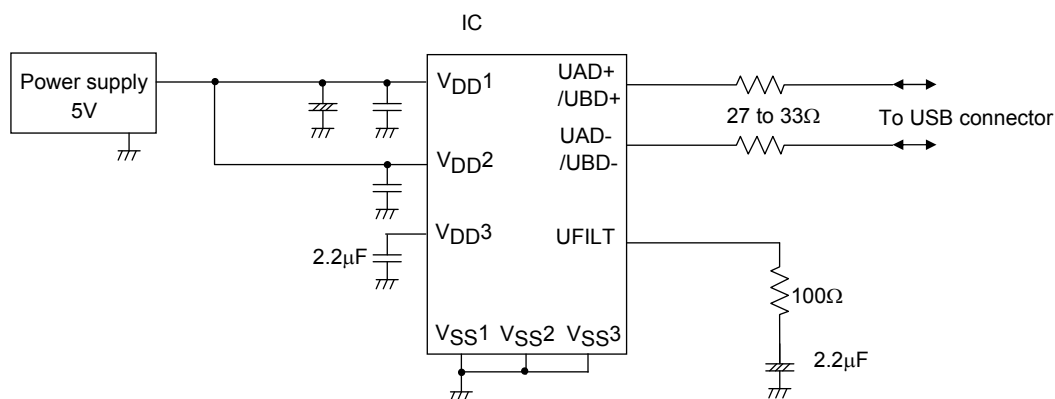 IC
Power supply
5V
VDD1
VDD2
VDD3
2.2μF
VSS1 VSS2 VSS3
UAD+
/UBD+
UAD-
/UBD-
UFILT
27 to 33Ω
To USB connector
100Ω
2.2μF